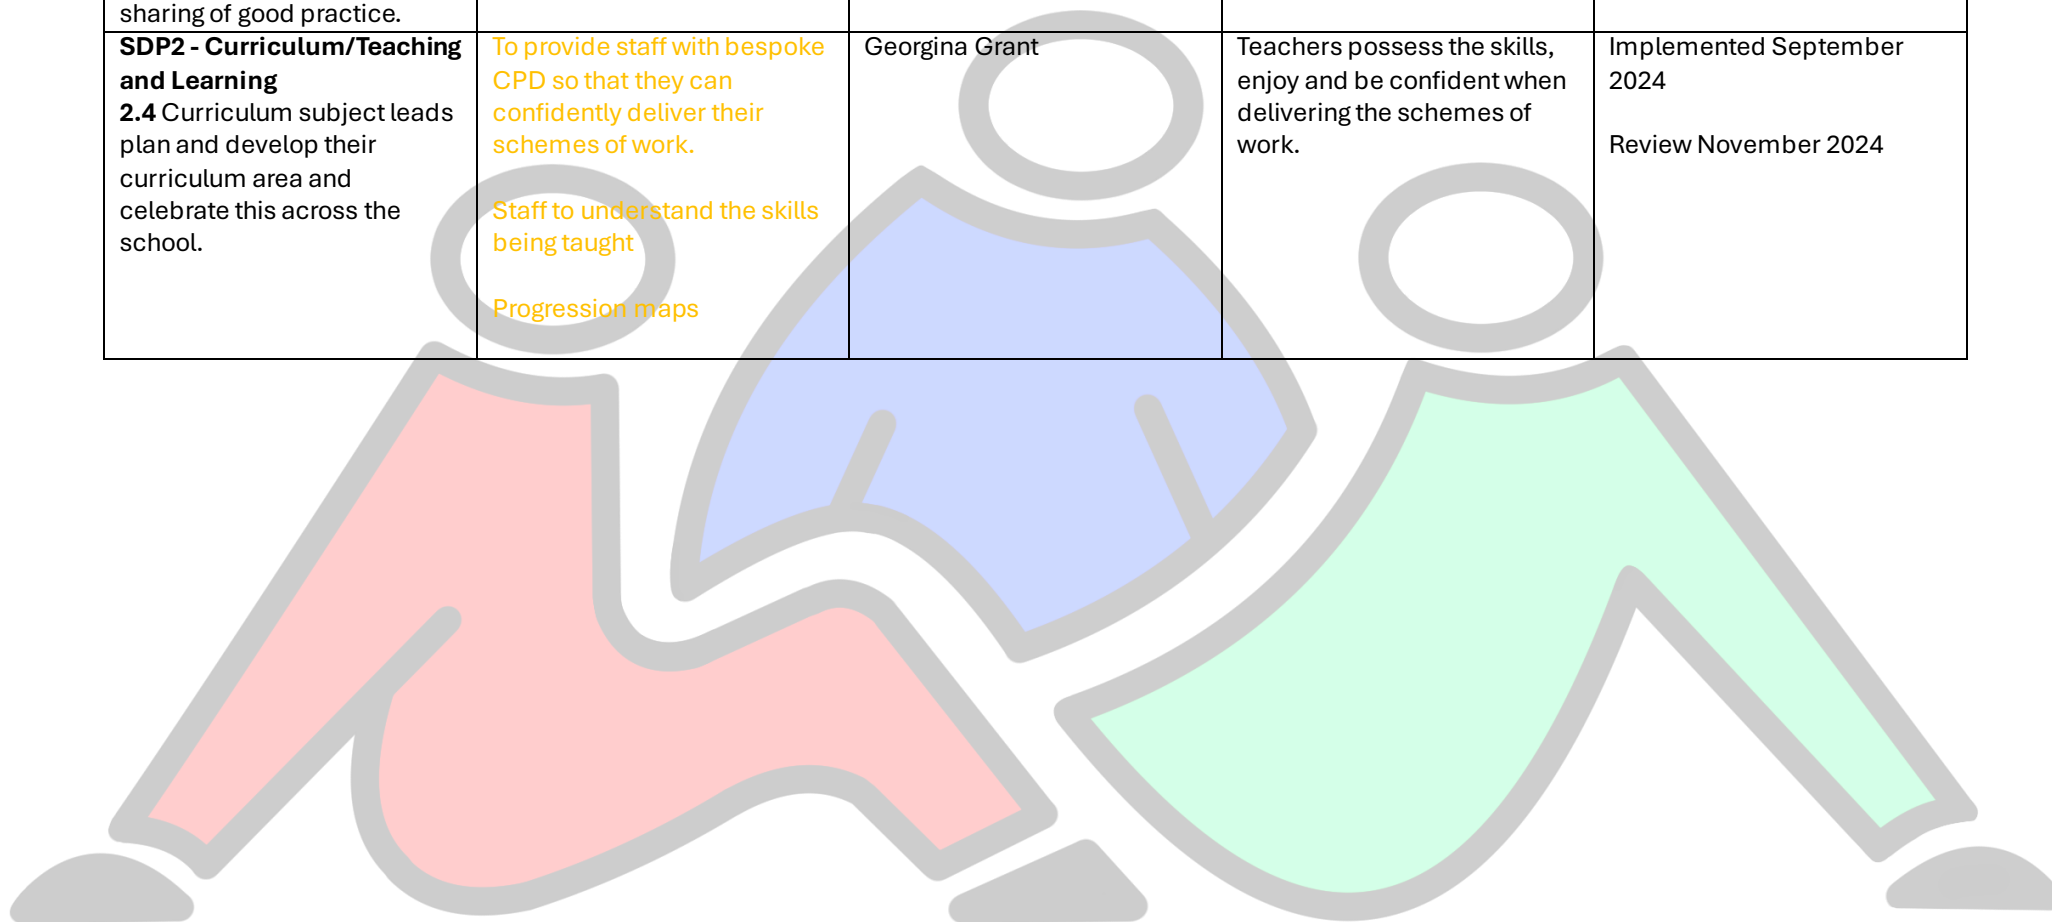 sharing of good practice.
SDP2 - Curriculum/Teaching
and Learning
2.4 Curriculum subject leads
plan and develop their
curriculum area and
celebrate this across the
school.
To provide staff with bespoke
CPD so that they can
confidently deliver their
schemes of work.
Staff to understand the skills
being taught
Progression maps
Georgina Grant
Teachers possess the skills,
enjoy and be confident when
delivering the schemes of
work.
Implemented September
2024
Review November 2024